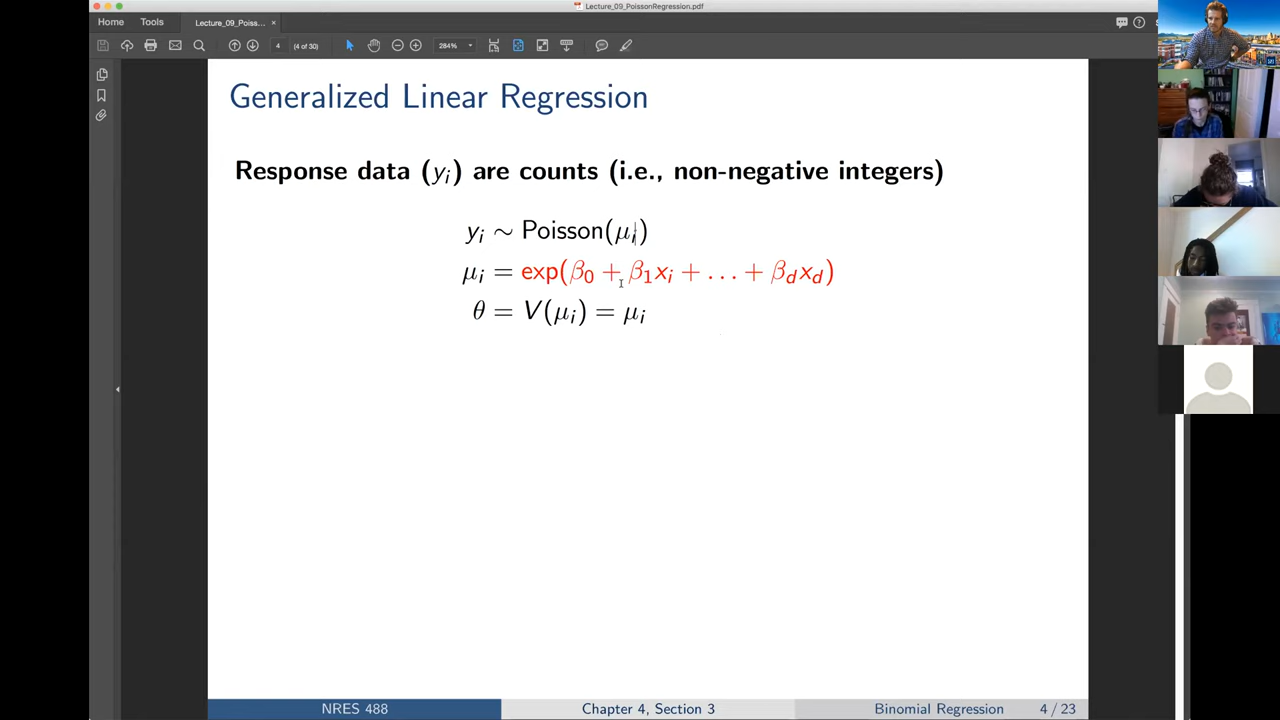 Lecture_09_PoissonRegression.pdf
Home Tools Lecture_09_Poiss... ×
4 (4 of 30) 284%
Generalized Linear Regression
Response data (yᵢ) are counts (i.e., non-negative integers)
yᵢ ∼ Poisson(μᵢ)
μᵢ = exp(β₀ + β₁xᵢ + . . . + β_d x_d)
θ = V(μᵢ) = μᵢ
NRES 488 Chapter 4, Section 3 Binomial Regression 4 / 23